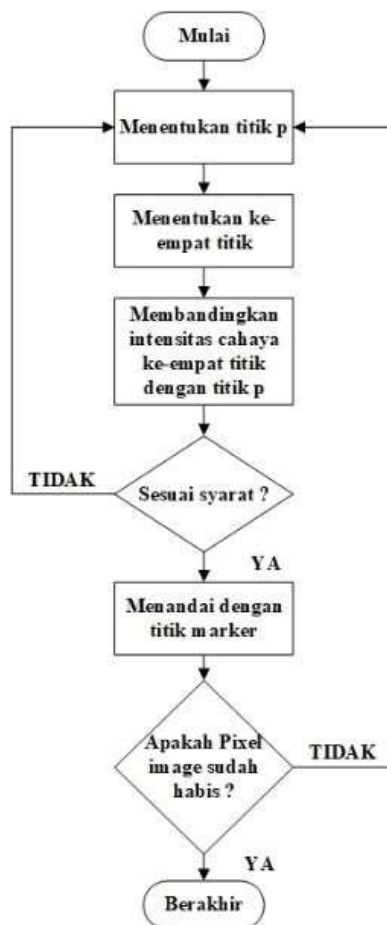 Mulai
Menentukan titik p
Menentukan ke-
empat titik
Membandingkan
intensitas cahaya
ke-empat titik
dengan titik p
Sesuai syarat ?
TIDAK
YA
Menandai dengan
titik marker
Apakah Pixel
image sudah
habis ?
TIDAK
YA
Berakhir